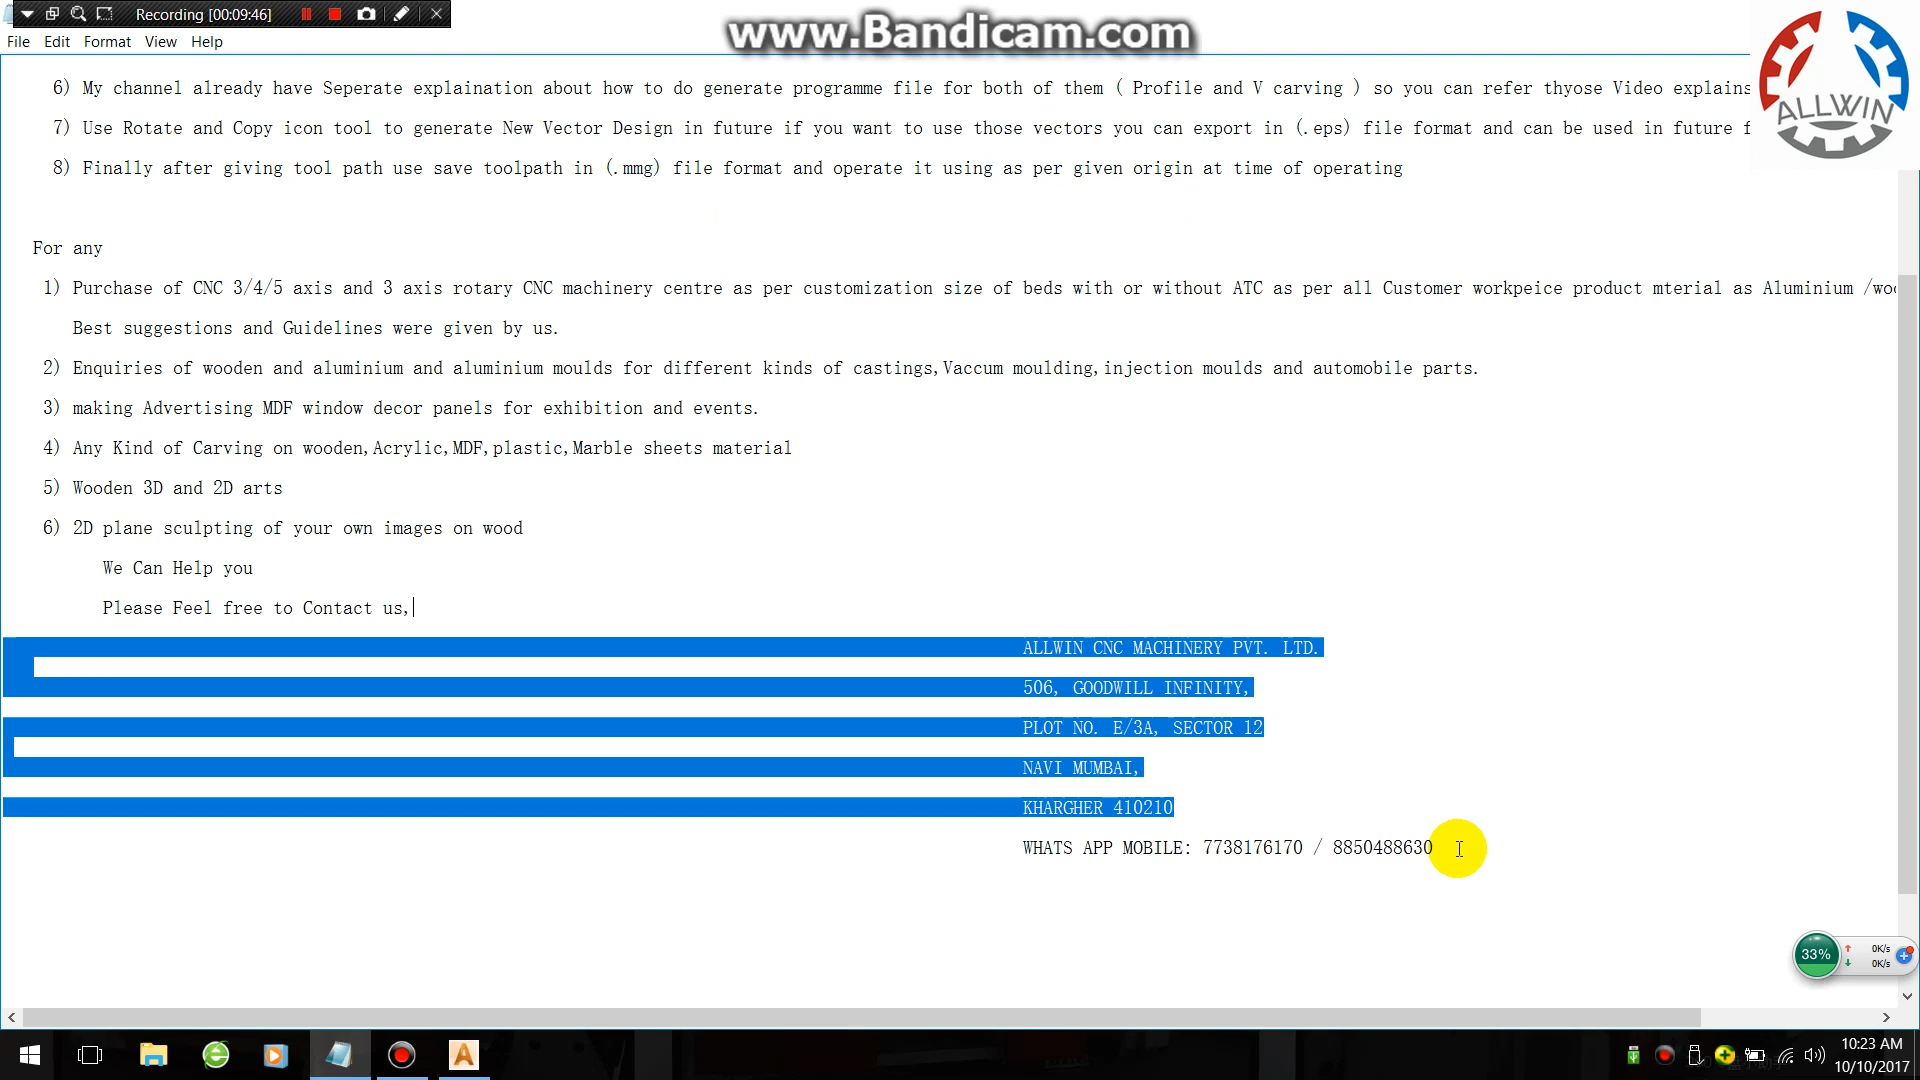 Recording [00:09:46]
www.Bandicam.com
File Edit Format View Help
ALLWIN
6) My channel already have Seperate explaination about how to do generate programme file for both of them ( Profile and V carving ) so you can refer thyose Video explains
7) Use Rotate and Copy icon tool to generate New Vector Design in future if you want to use those vectors you can export in (.eps) file format and can be used in future f
8) Finally after giving tool path use save toolpath in (.mmg) file format and operate it using as per given origin at time of operating
For any
1) Purchase of CNC 3/4/5 axis and 3 axis rotary CNC machinery centre as per customization size of beds with or without ATC as per all Customer workpeice product mterial as Aluminium /woo
Best suggestions and Guidelines were given by us.
2) Enquiries of wooden and aluminium and aluminium moulds for different kinds of castings,Vaccum moulding,injection moulds and automobile parts.
3) making Advertising MDF window decor panels for exhibition and events.
4) Any Kind of Carving on wooden,Acrylic,MDF,plastic,Marble sheets material
5) Wooden 3D and 2D arts
6) 2D plane sculpting of your own images on wood
We Can Help you
Please Feel free to Contact us,
ALLWIN CNC MACHINERY PVT. LTD.
506, GOODWILL INFINITY,
PLOT NO. E/3A, SECTOR 12
NAVI MUMBAI,
KHARGHER 410210
WHATS APP MOBILE: 7738176170 / 8850488630
33%
0K/s
0K/s
10:23 AM
10/10/2017